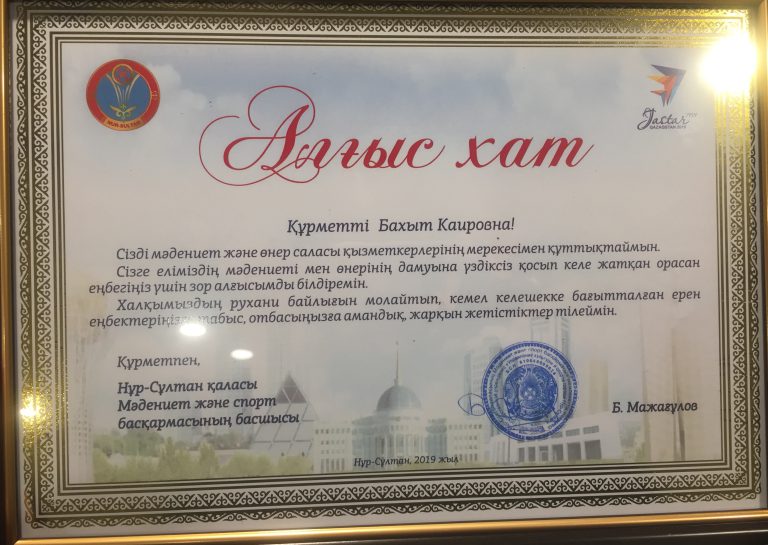 NUR-SULTAN
Jastar
QAZAQSTAN 2019
Алғыс хат
Құрметті Бахыт Каировна!
Сізді мәдениет және өнер саласы қызметкерлерінің мерекесімен құттықтаймын.
Сізге еліміздің мәдениеті мен өнерінің дамуына үздіксіз қосып келе жатқан орасан
еңбегіңіз үшін зор алғысымды білдіремін.
Халқымыздың рухани байлығын молайтып, кемел келешекке бағытталған ерен
еңбектеріңізге табыс, отбасыңызға амандық, жарқын жетістіктер тілеймін.
Құрметпен,
Нұр-Сұлтан қаласы
Мәдениет және спорт
басқармасының басшысы
Б. Мажағұлов
Нұр-Сұлтан, 2019 жыл